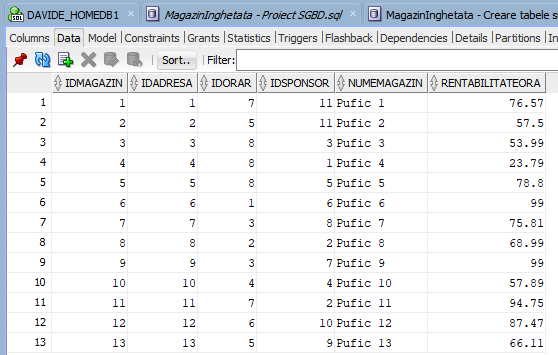 DAVIDE_HOMEDB1 MagazinInghetata - Proiect SGBD.sql MagazinInghetata - Creare tabele s
Columns Data Model Constraints Grants Statistics Triggers Flashback Dependencies Details Partitions In
Sort.. Filter:
IDMAGAZIN IDADRESA IDORAR IDSPONSOR NUMEMAGAZIN RENTABILITATEORA
1 1 1 7 11 Pufic 1 76.57
2 2 2 5 11 Pufic 2 57.5
3 3 3 8 3 Pufic 3 53.99
4 4 4 8 1 Pufic 4 23.79
5 5 5 8 5 Pufic 5 78.8
6 6 6 1 6 Pufic 6 99
7 7 7 3 8 Pufic 7 75.81
8 8 8 2 2 Pufic 8 68.99
9 9 9 3 7 Pufic 9 99
10 10 10 4 4 Pufic 10 57.89
11 11 11 7 2 Pufic 11 94.75
12 12 12 6 10 Pufic 12 87.47
13 13 13 5 9 Pufic 13 66.11